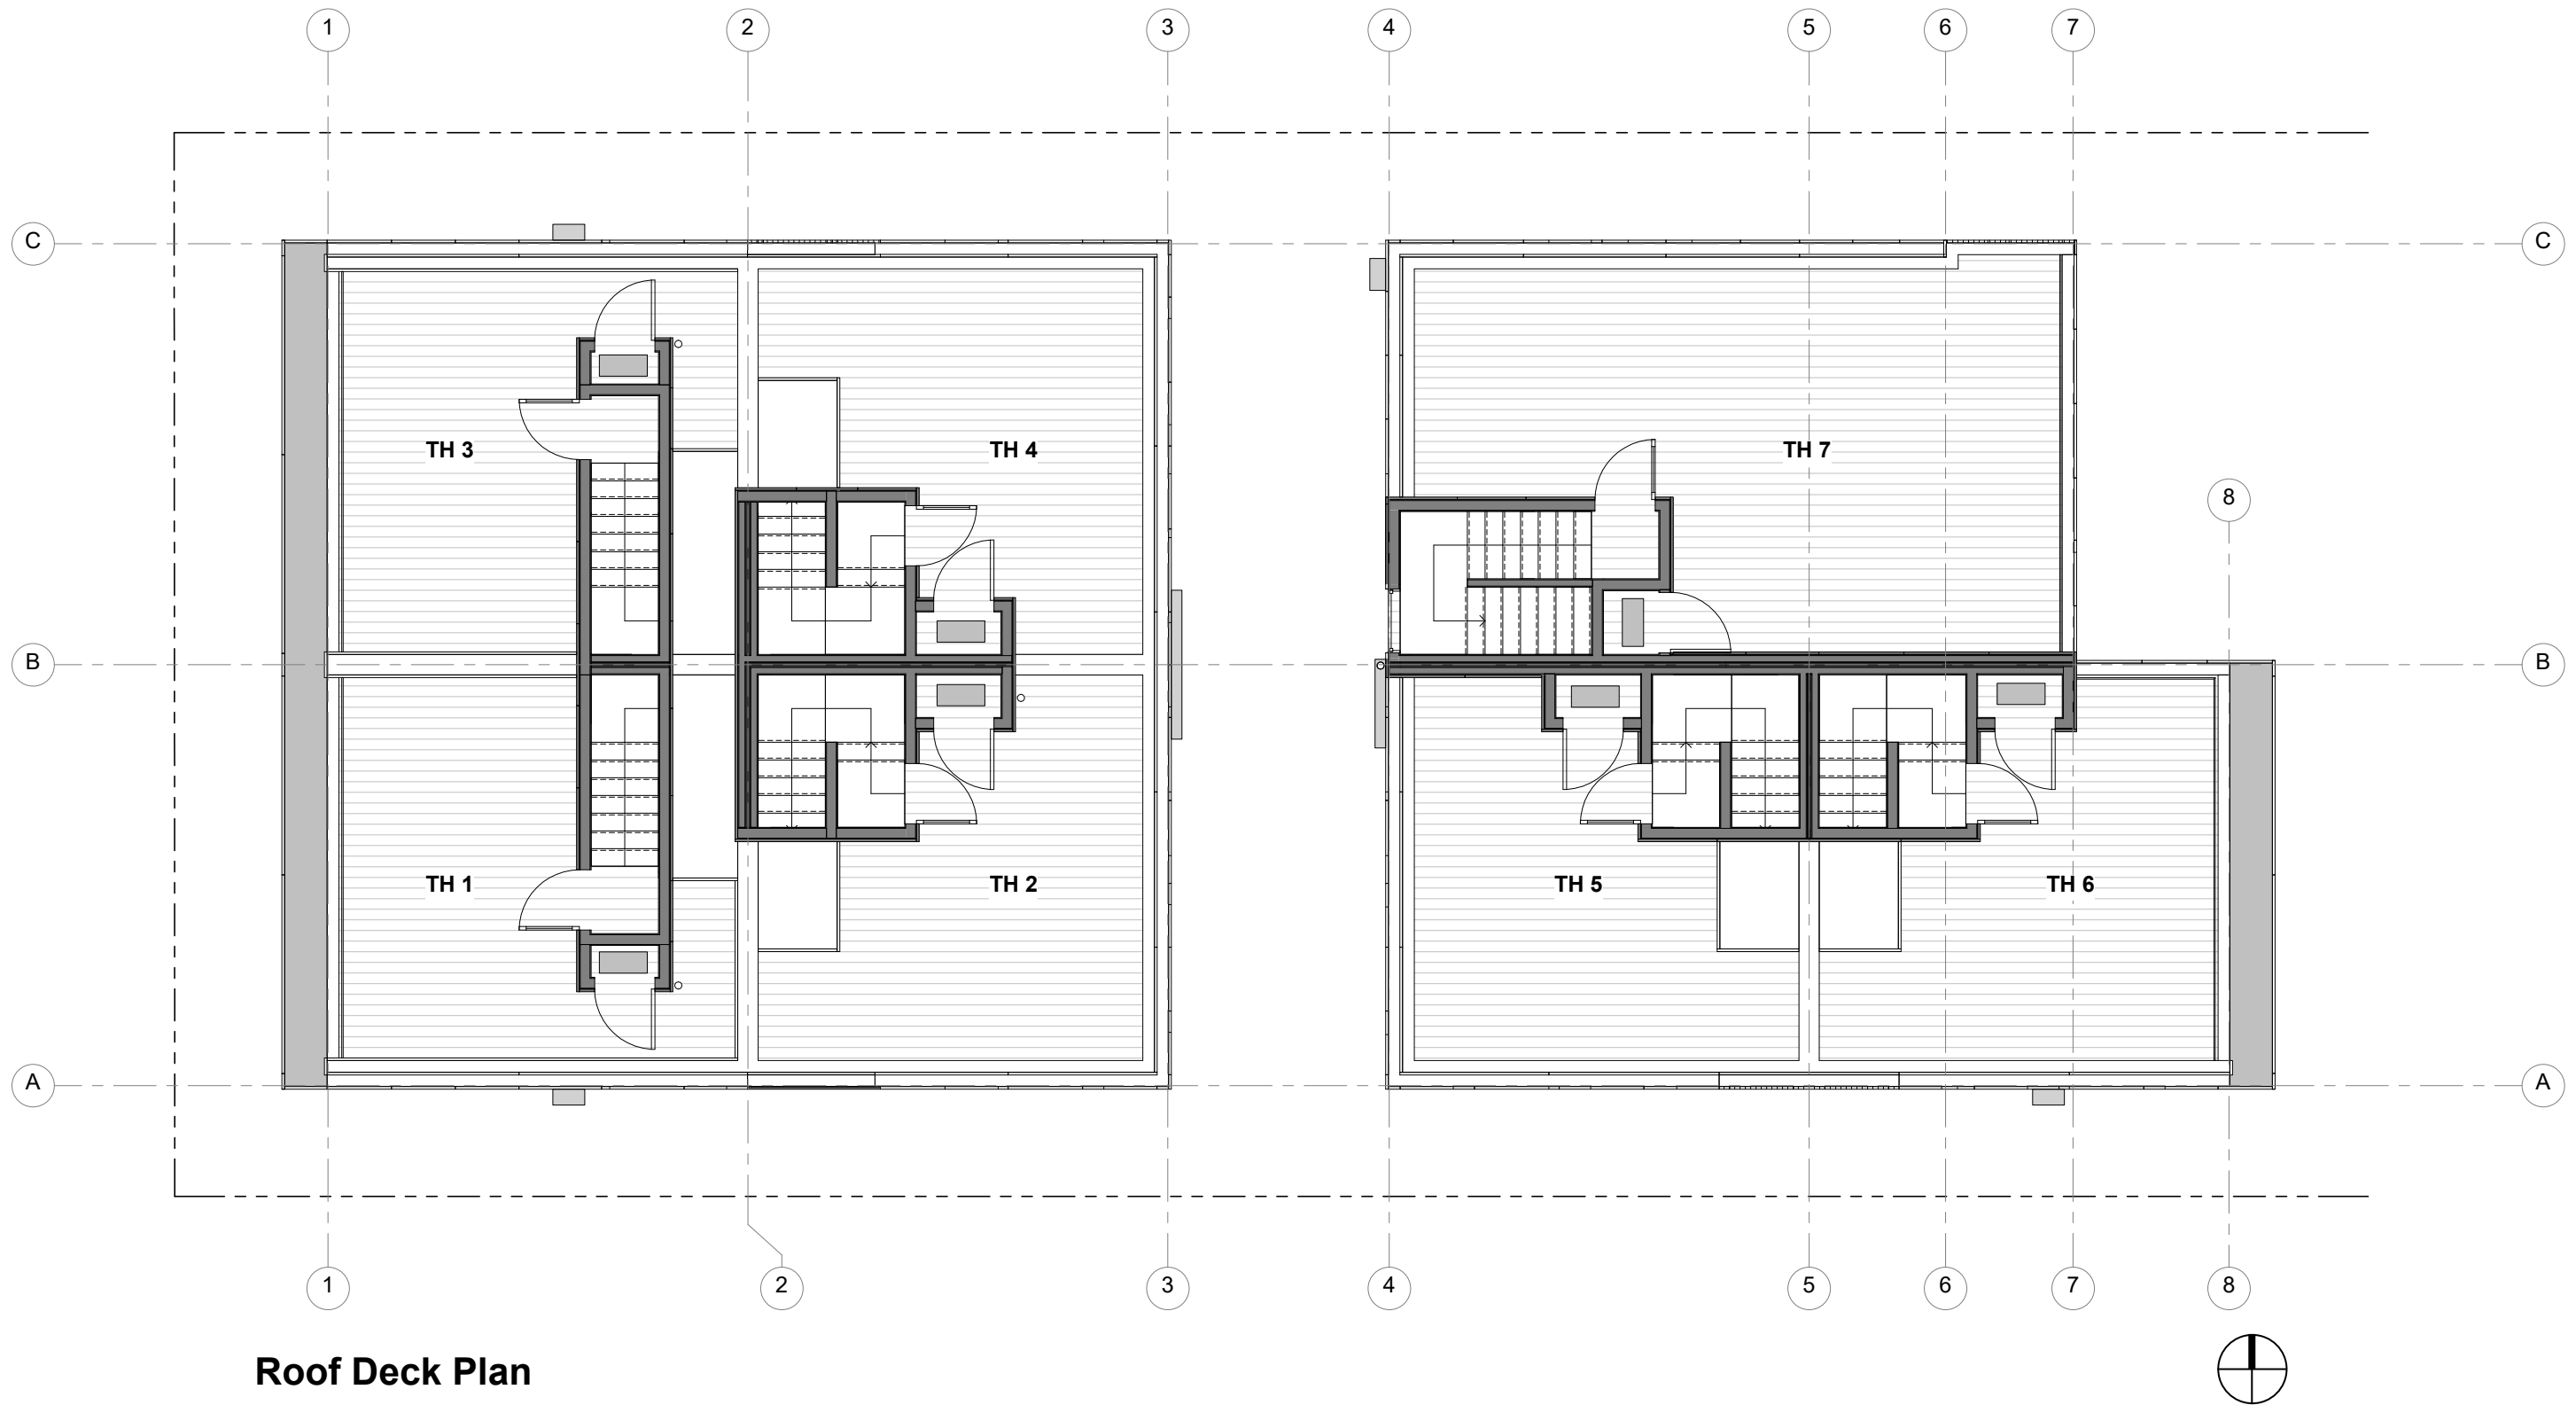 1 2 3 4 5 6 7
C C
TH 3 TH 4 TH 7
8
B B
TH 1 TH 2 TH 5 TH 6
A A
1 2 3 4 5 6 7 8
Roof Deck Plan